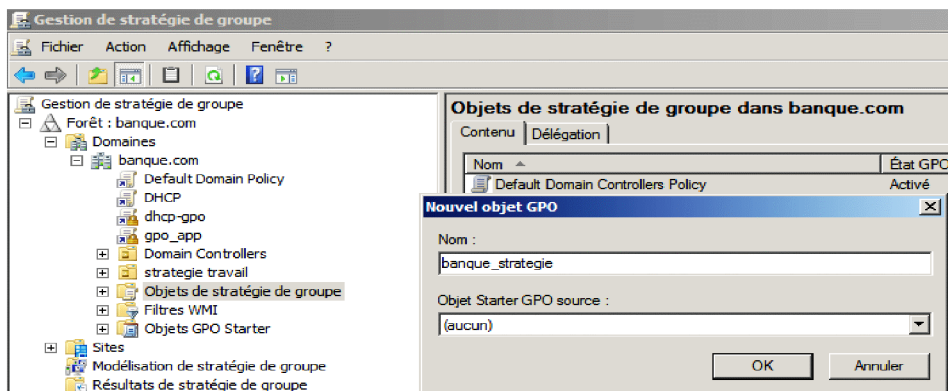 Gestion de stratégie de groupe
Fichier Action Affichage Fenêtre ?
Gestion de stratégie de groupe
Forêt : banque.com
Domaines
banque.com
Default Domain Policy
DHCP
dhcp-gpo
gpo_app
Domain Controllers
strategie travail
Objets de stratégie de groupe
Filtres WMI
Objets GPO Starter
Sites
Modélisation de stratégie de groupe
Résultats de stratégie de groupe
Objets de stratégie de groupe dans banque.com
Contenu Délégation
Nom État GPO
Default Domain Controllers Policy Activé
Nouvel objet GPO
Nom :
banque_strategie
Objet Starter GPO source :
(aucun)
OK Annuler